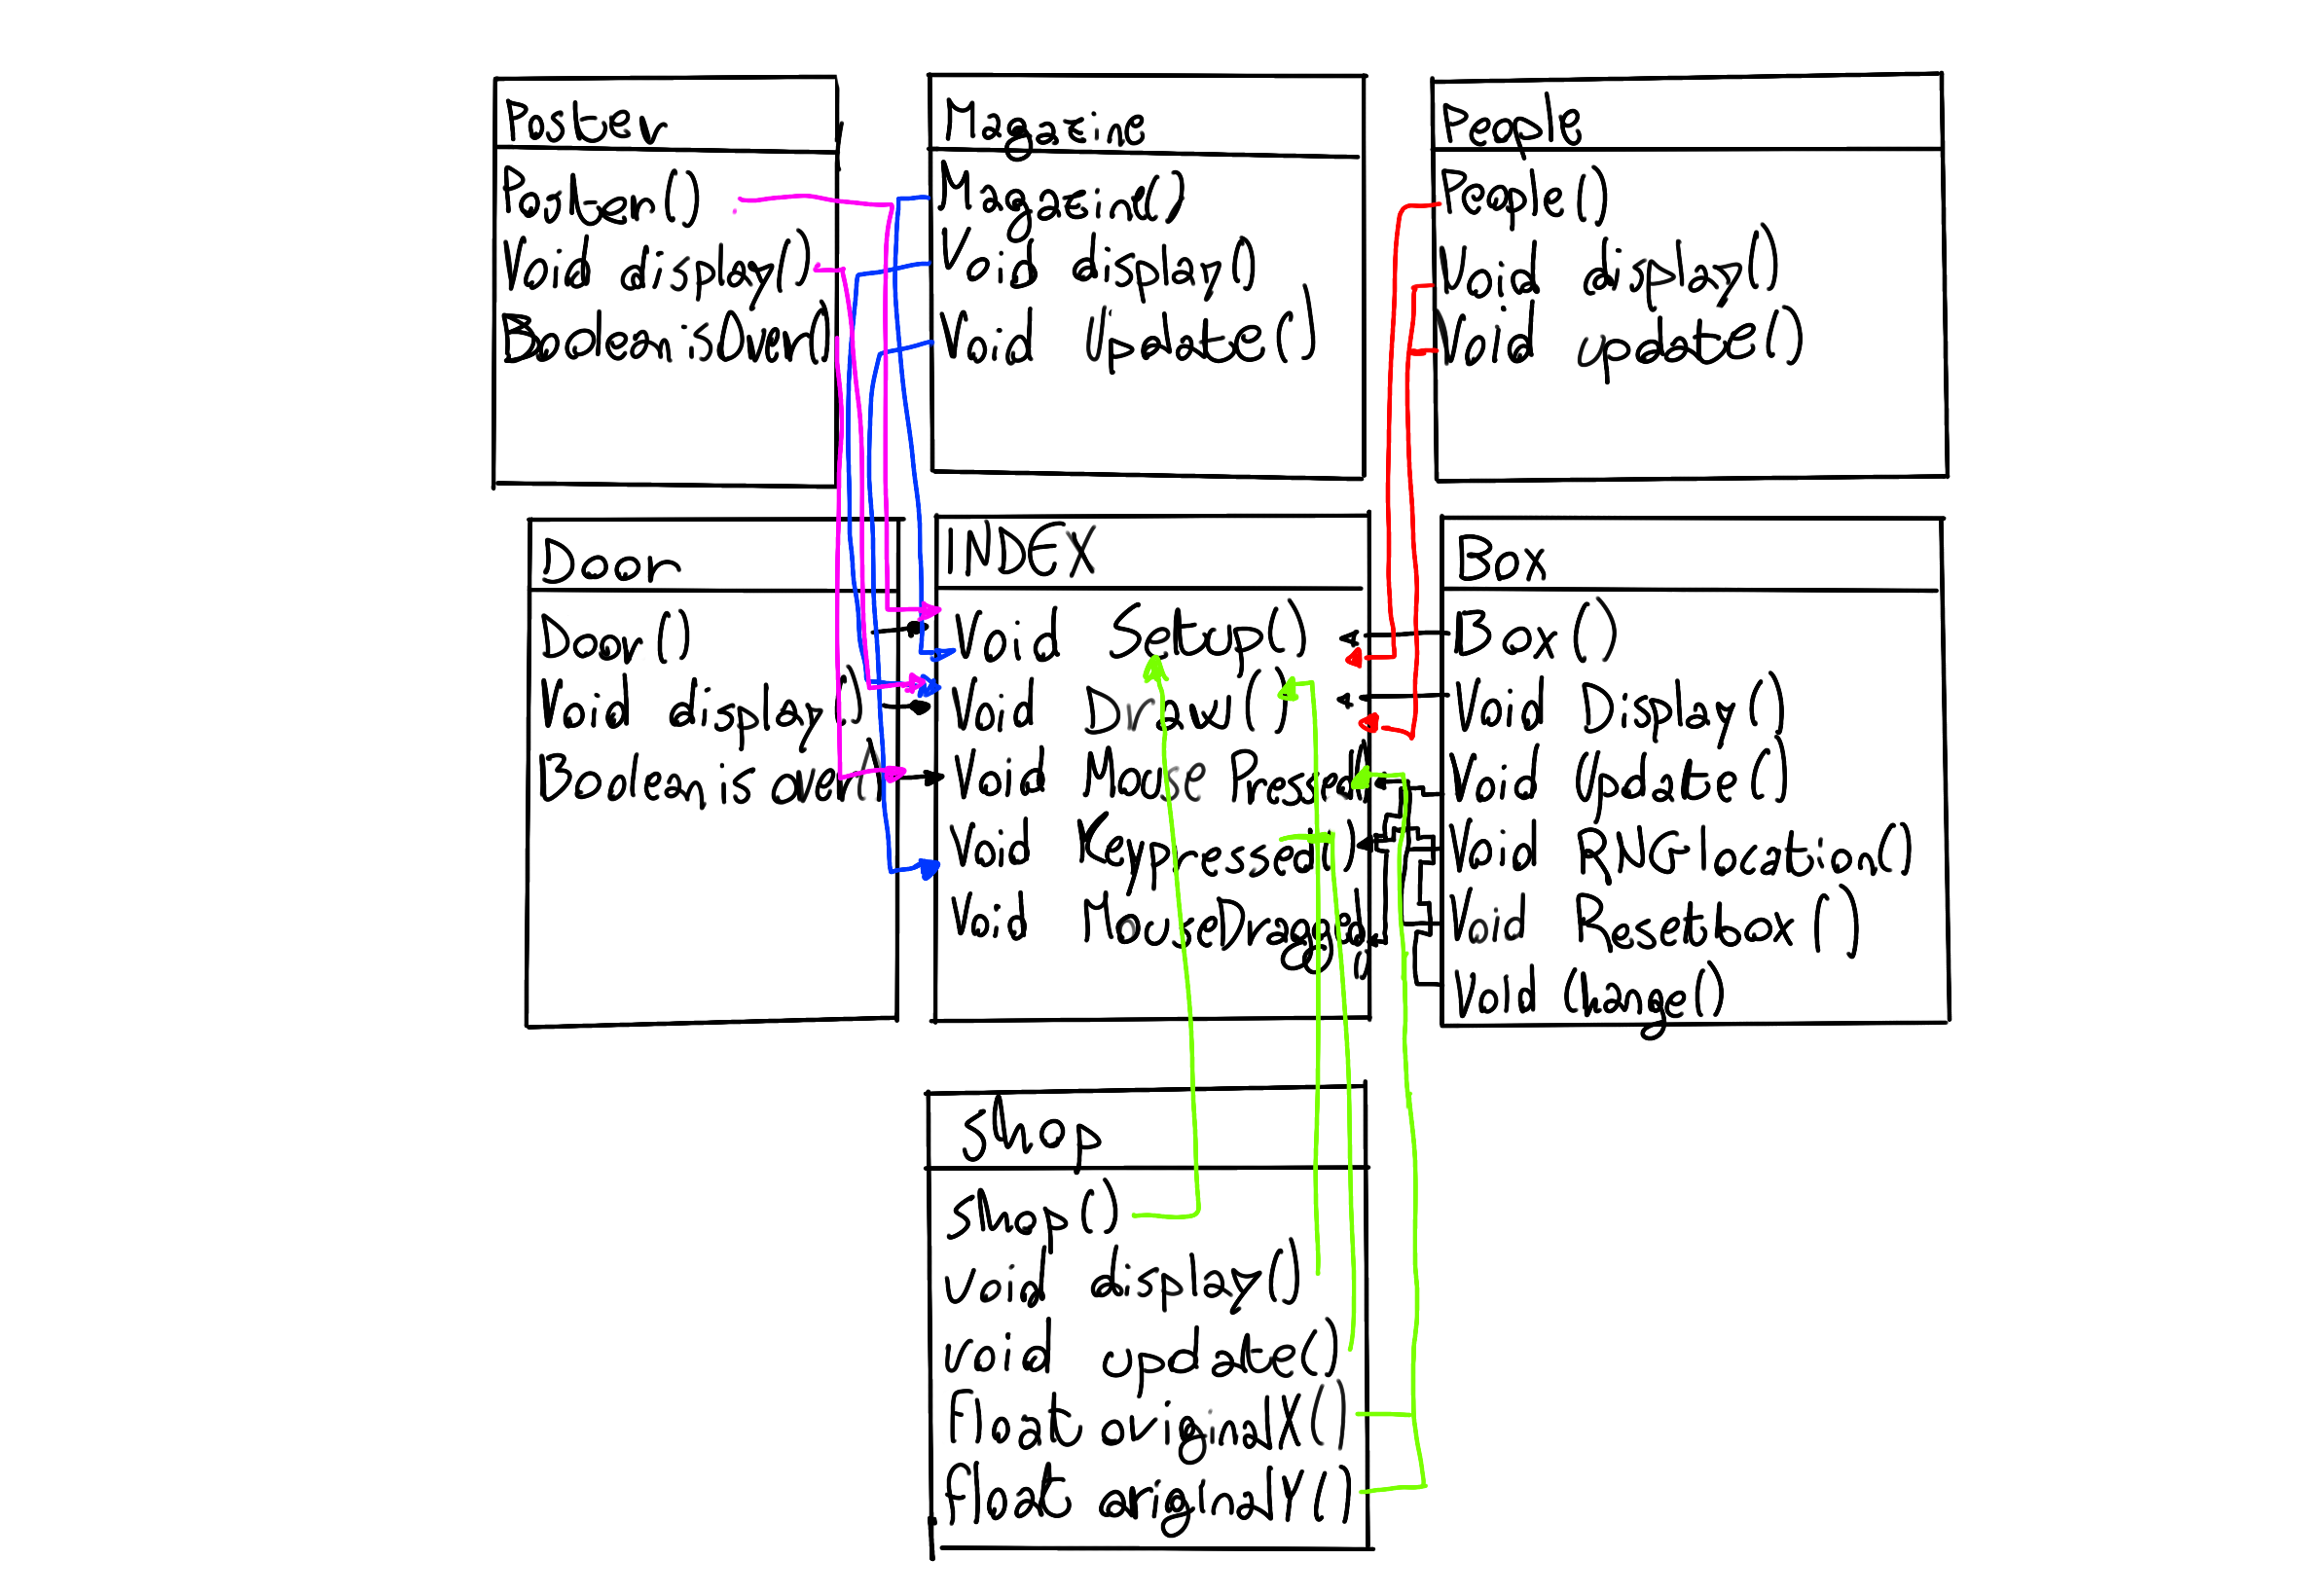 Poster
Poster()
Void display()
Boolean isOver()
Magazine
Magazine()
Void display()
Void Update()
People
People()
Void display()
Void update()
Door
Door()
Void display()
Boolean is over()
INDEX
Void Setup()
Void Draw()
Void Mouse Pressed()
Void Keypressed()
Void MouseDragged
()
Box
Box()
Void Display()
Void Update()
Void RNGlocation()
Void Resetbox()
Void Change()
Shop
Shop()
void display()
void update()
float originalX()
float originalY()